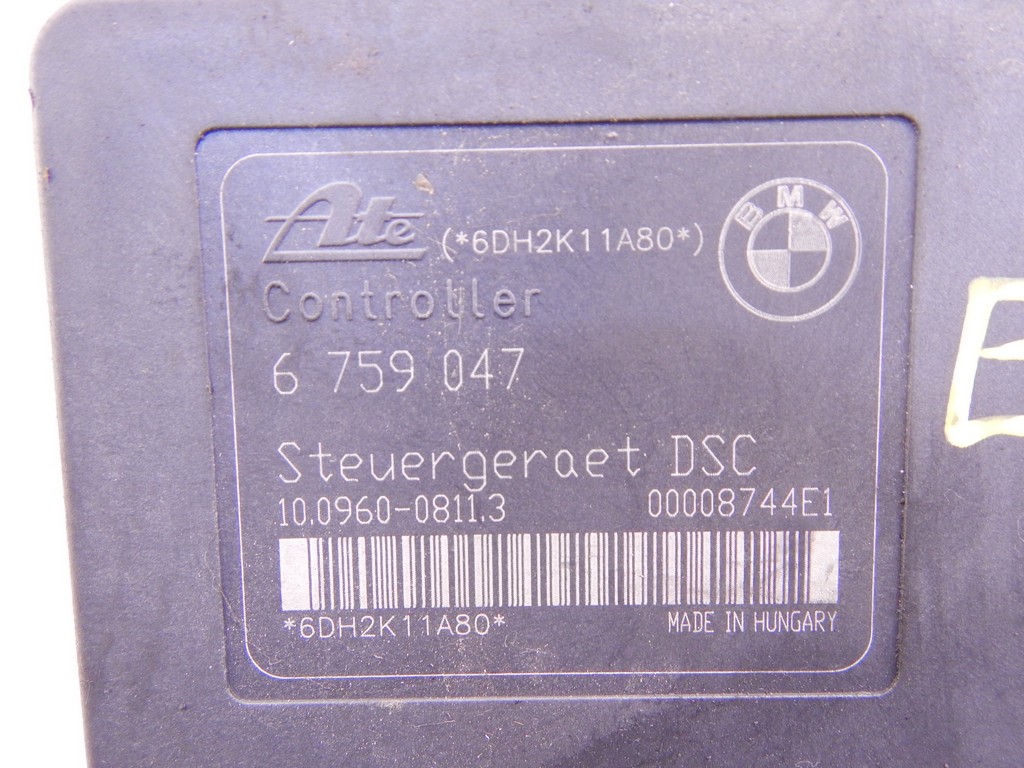 Ate (*6DH2K11A80*) BMW
Controller
6 759 047
Steuergeraet DSC
10.0960-0811.3 00008744E1
*6DH2K11A80* MADE IN HUNGARY
E